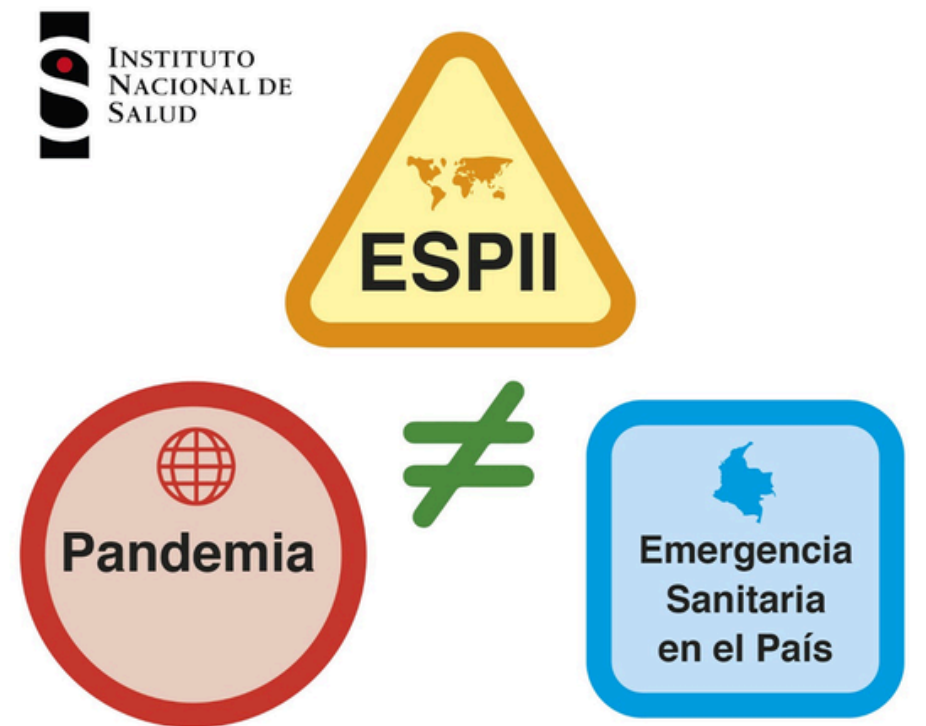 INSTITUTO
NACIONAL DE
SALUD
ESPII
≠
Pandemia
Emergencia
Sanitaria
en el País